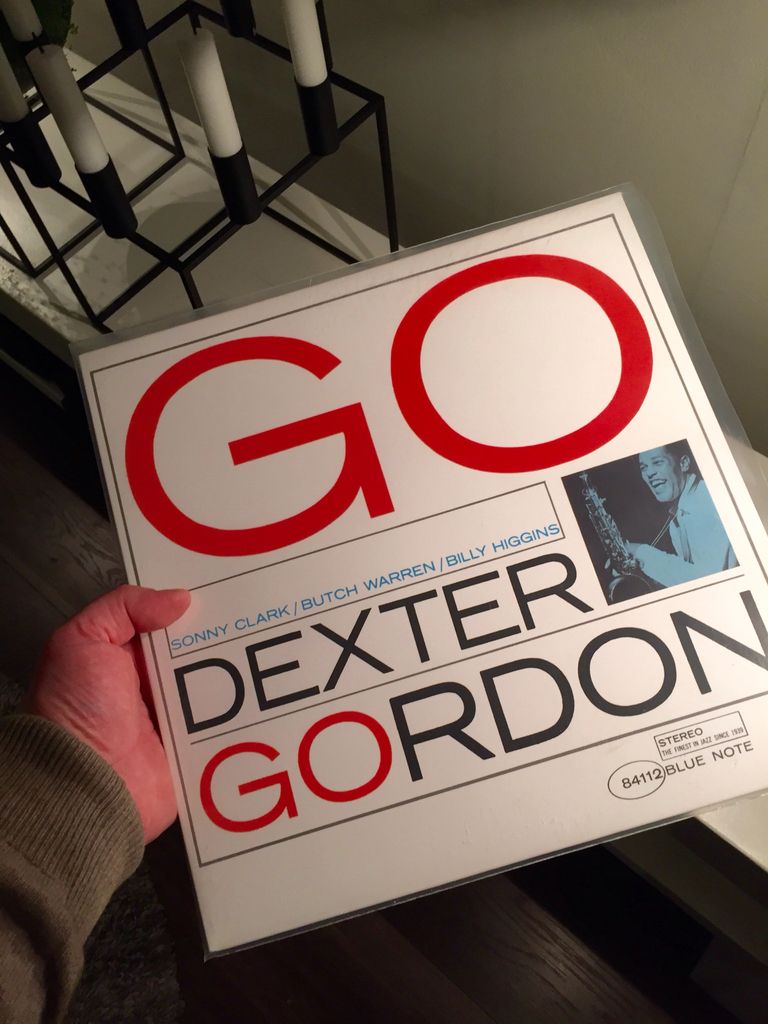 GO
SONNY CLARK/BUTCH WARREN/BILLY HIGGINS
DEXTER
GORDON
STEREO
THE FINEST IN JAZZ SINCE 1939
84112 BLUE NOTE